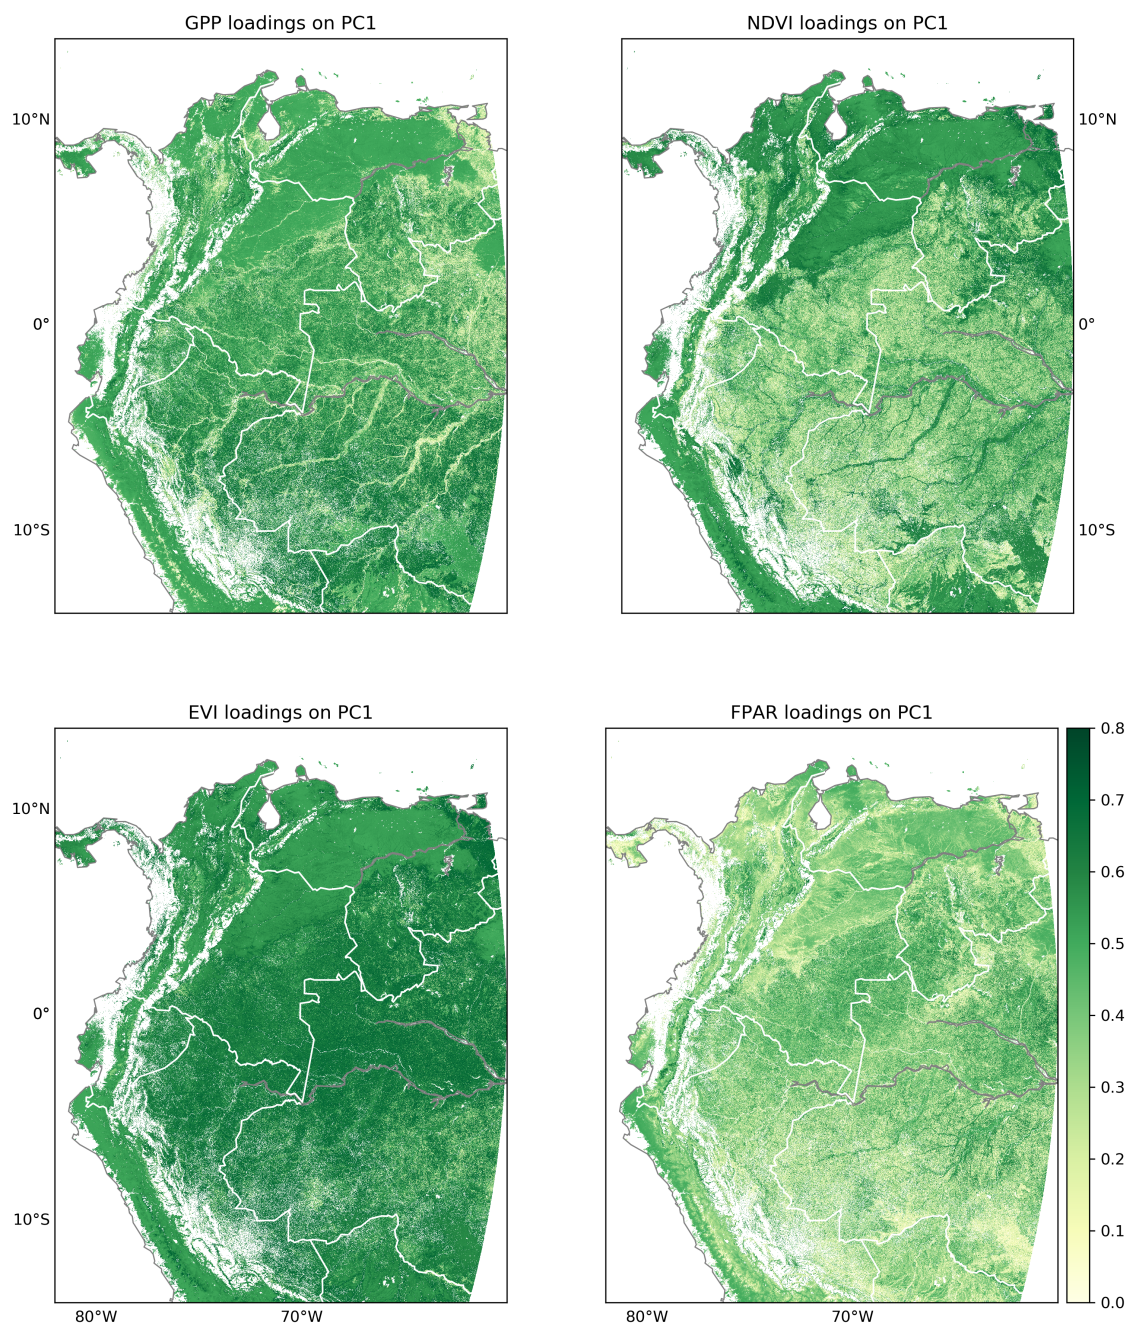 GPP loadings on PC1
NDVI loadings on PC1
10°N
10°N
0°
0°
10°S
10°S
EVI loadings on PC1
FPAR loadings on PC1
0.8
10°N
0.7
0.6
0.5
0°
0.4
0.3
0.2
10°S
0.1
0.0
80°W
70°W
80°W
70°W